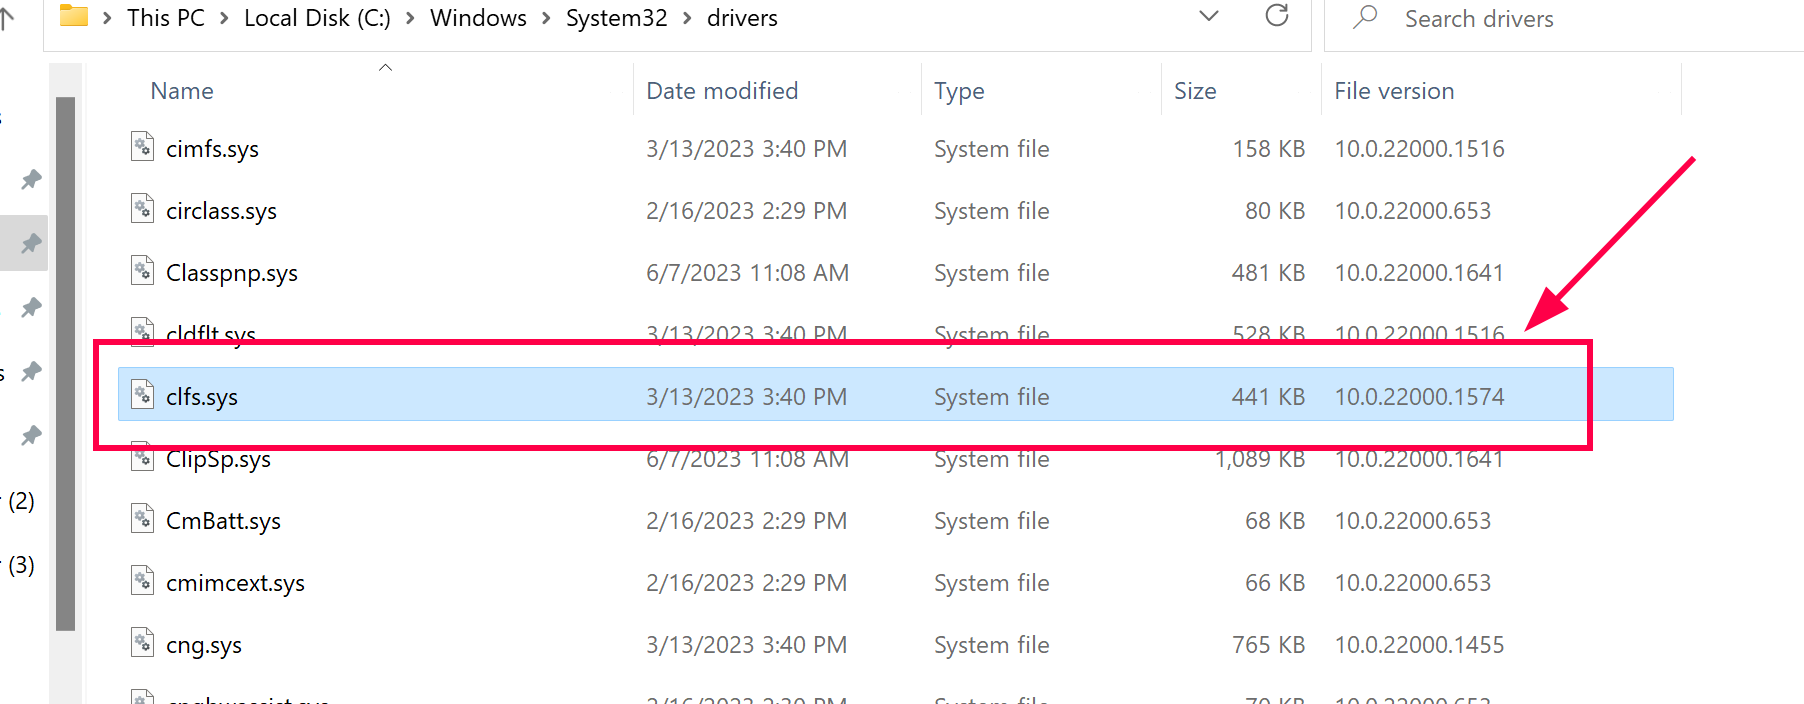 This PC > Local Disk (C:) > Windows > System32 > drivers
Search drivers
Name Date modified Type Size File version
cimfs.sys 3/13/2023 3:40 PM System file 158 KB 10.0.22000.1516
circlass.sys 2/16/2023 2:29 PM System file 80 KB 10.0.22000.653
Classpnp.sys 6/7/2023 11:08 AM System file 481 KB 10.0.22000.1641
cldflt.sys 3/13/2023 3:40 PM System file 528 KB 10.0.22000.1516
s clfs.sys 3/13/2023 3:40 PM System file 441 KB 10.0.22000.1574
ClipSp.sys 6/7/2023 11:08 AM System file 1,089 KB 10.0.22000.1641
(2) CmBatt.sys 2/16/2023 2:29 PM System file 68 KB 10.0.22000.653
(3) cmimcext.sys 2/16/2023 2:29 PM System file 66 KB 10.0.22000.653
cng.sys 3/13/2023 3:40 PM System file 765 KB 10.0.22000.1455